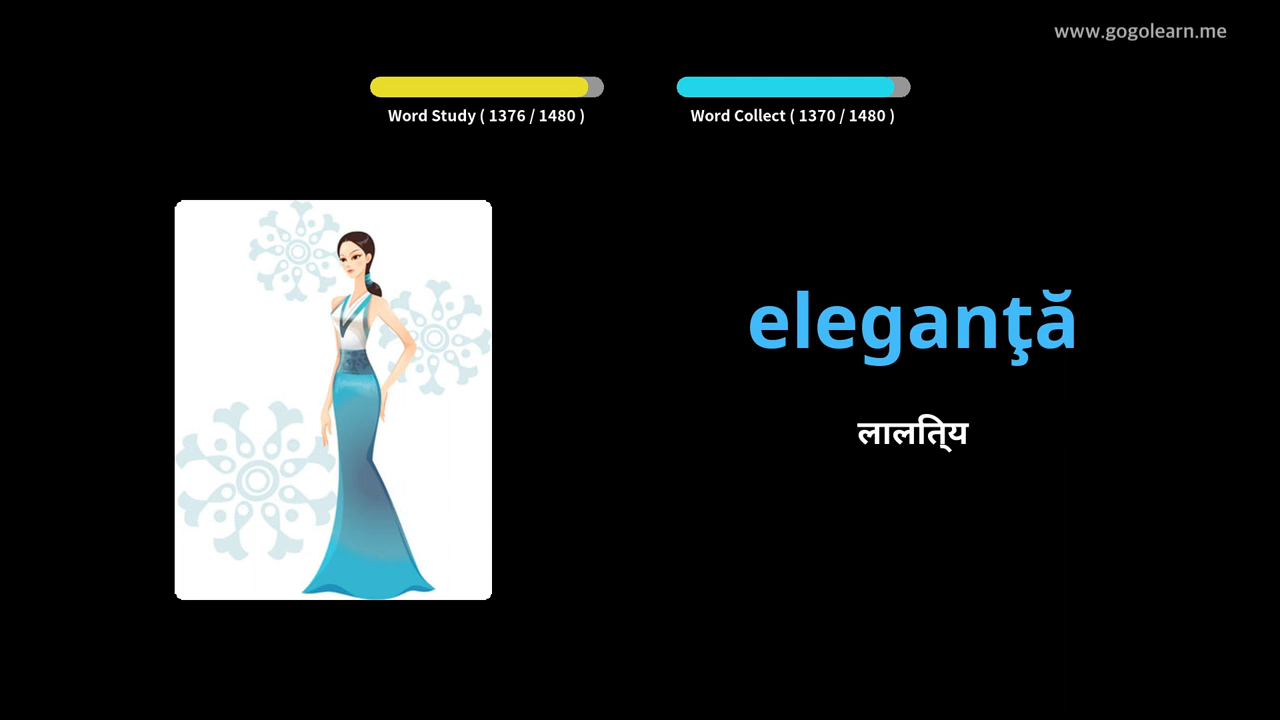 www.gogolearn.me
Word Study ( 1376 / 1480 )
Word Collect ( 1370 / 1480 )
eleganţă
लालित्य